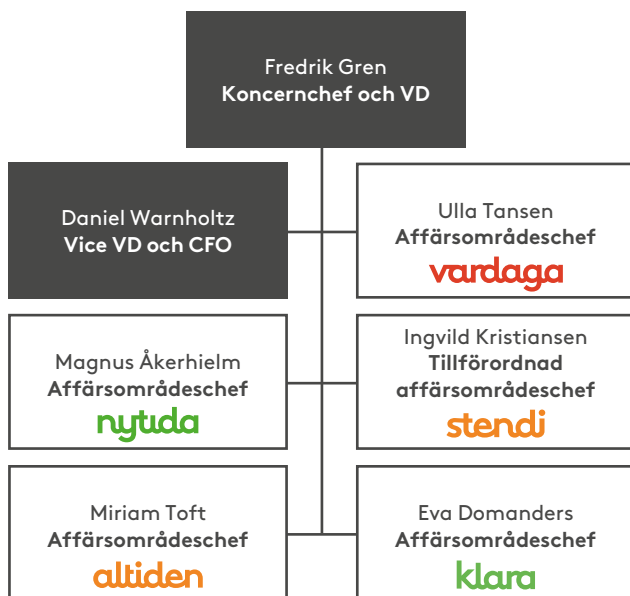 Fredrik Gren
Koncernchef och VD
Daniel Warnholtz
Vice VD och CFO
Ulla Tansen
Affärsområdeschef
vardaga
Magnus Åkerhielm
Affärsområdeschef
nytida
Ingvild Kristiansen
Tillförordnad
affärsområdeschef
stendi
Miriam Toft
Affärsområdeschef
altiden
Eva Domanders
Affärsområdeschef
klara